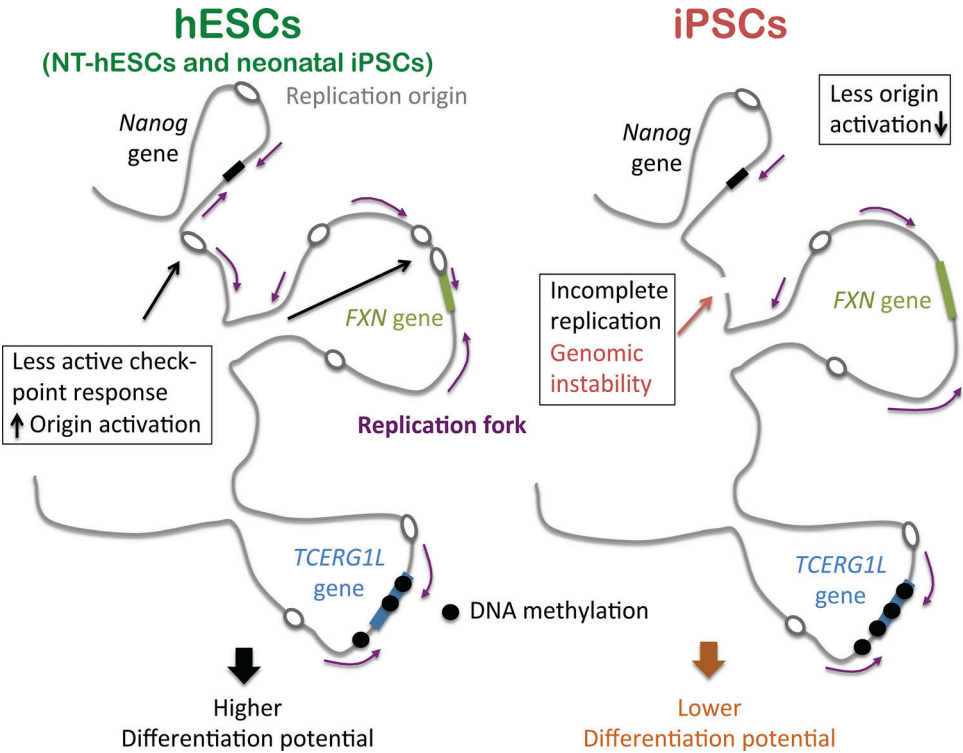 hESCs
(NT-hESCs and neonatal iPSCs)
Replication origin
Nanog
gene
FXN gene
Less active check-
point response
↑ Origin activation
Replication fork
TCERG1L
gene
DNA methylation
Higher
Differentiation potential
iPSCs
Less origin
activation↓
Nanog
gene
Incomplete
replication
Genomic
instability
FXN gene
TCERG1L
gene
Lower
Differentiation potential